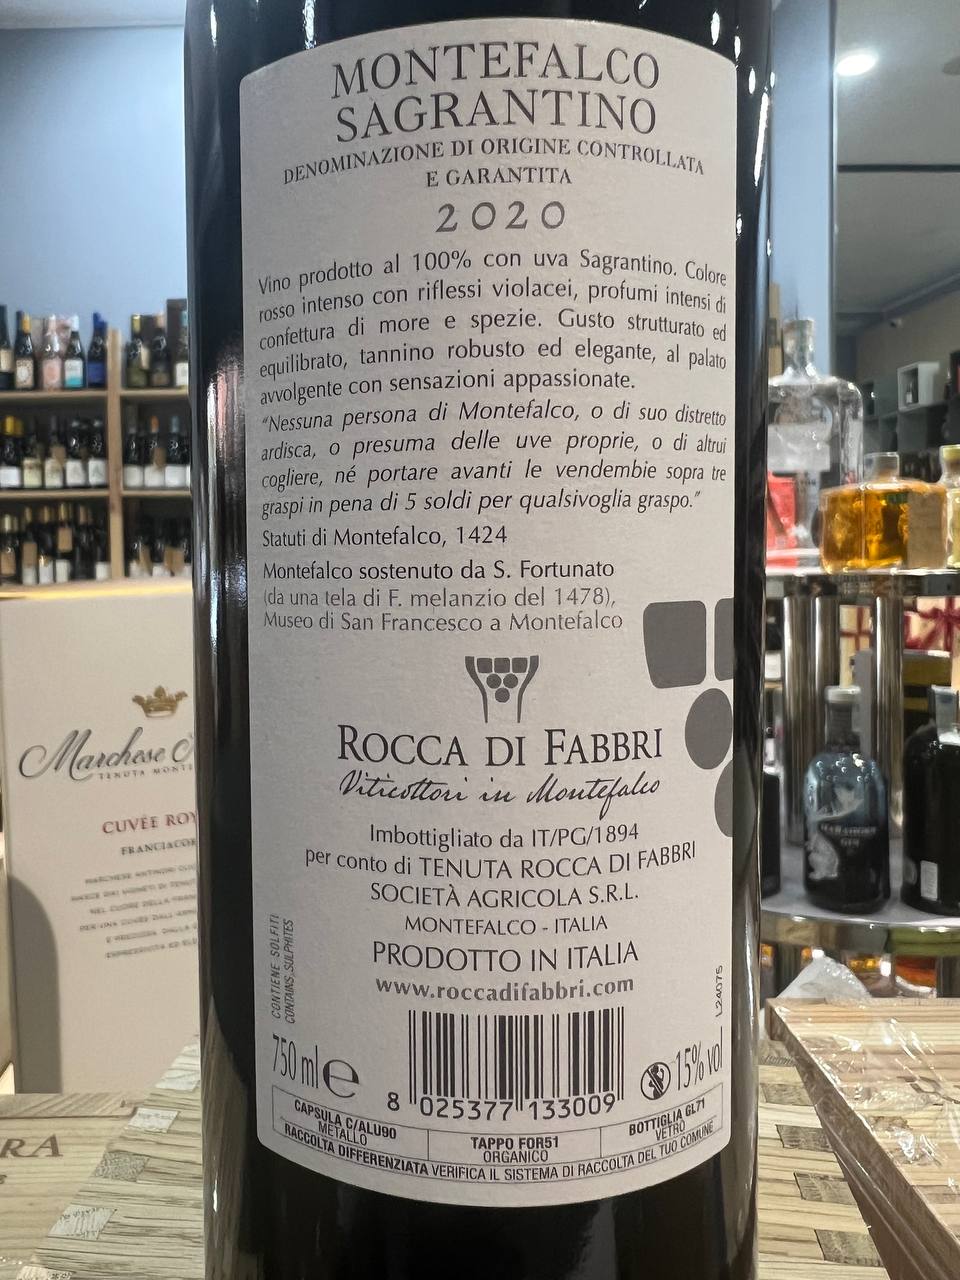 MONTEFALCO
SAGRANTINO
DENOMINAZIONE DI ORIGINE CONTROLLATA
E GARANTITA
2020
Vino prodotto al 100% con uva Sagrantino. Colore
rosso intenso con riflessi violacei, profumi intensi di
confettura di more e spezie. Gusto strutturato ed
equilibrato, tannino robusto ed elegante, al palato
avvolgente con sensazioni appassionate.
"Nessuna persona di Montefalco, o di suo distretto
ardisca, o presuma delle uve proprie, o di altrui
cogliere, né portare avanti le vendembie sopra tre
graspi in pena di 5 soldi per qualsivoglia graspo."
Statuti di Montefalco, 1424
Montefalco sostenuto da S. Fortunato
(da una tela di F. melanzio del 1478),
Museo di San Francesco a Montefalco
ROCCA DI FABBRI
Viticoltori in Montefalco
Imbottigliato da IT/PG/1894
per conto di TENUTA ROCCA DI FABBRI
SOCIETÀ AGRICOLA S.R.L.
MONTEFALCO - ITALIA
PRODOTTO IN ITALIA
www.roccadifabbri.com
CONTIENE SOLFITI
CONTAINS SULPHITES
L24075
750 ml e
15% vol
8 025377 133009
CAPSULA C/ALU90
METALLO
TAPPO FOR51
ORGANICO
BOTTIGLIA GL71
VETRO
RACCOLTA DIFFERENZIATA VERIFICA IL SISTEMA DI RACCOLTA DEL TUO COMUNE
Marchese
TENUTA MONTE
CUVÉE ROY
FRANCIACOR